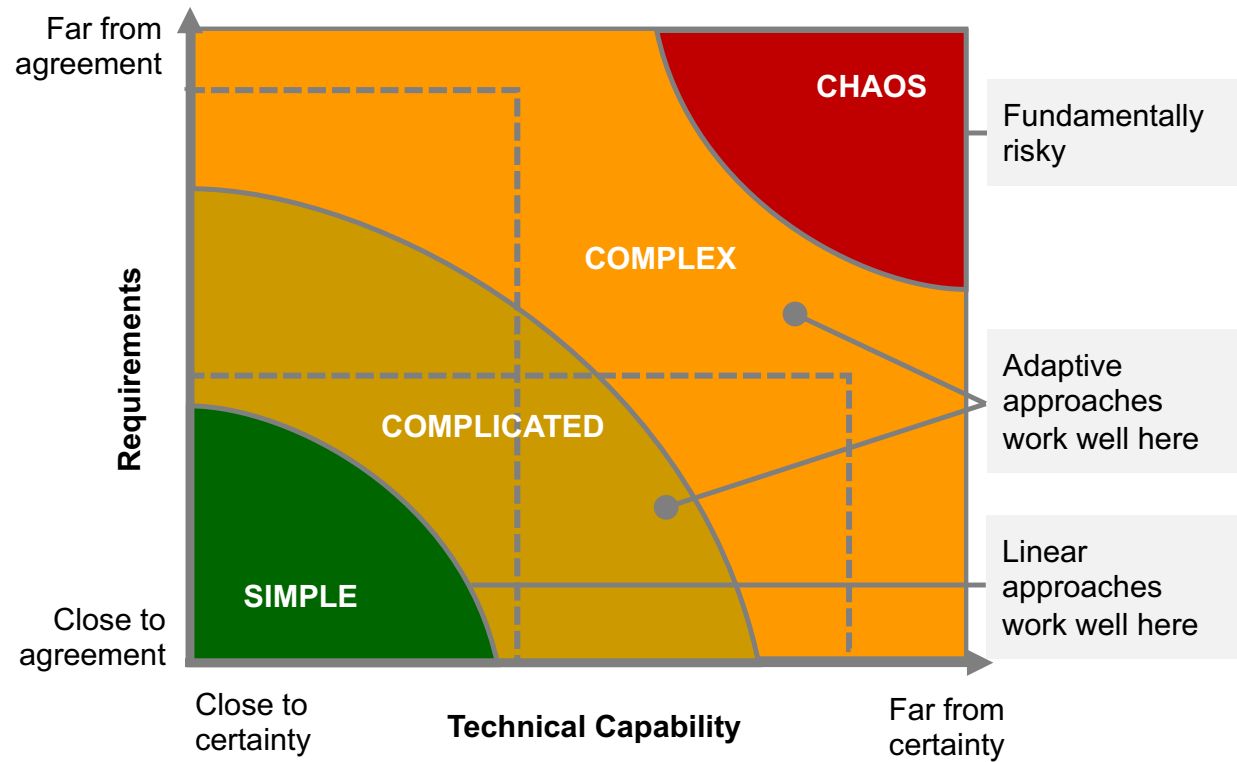 Far from
agreement
CHAOS
Fundamentally
risky
COMPLEX
Requirements
Adaptive
approaches
work well here
COMPLICATED
Linear
approaches
work well here
SIMPLE
Close to
agreement
Close to
certainty
Technical Capability
Far from
certainty